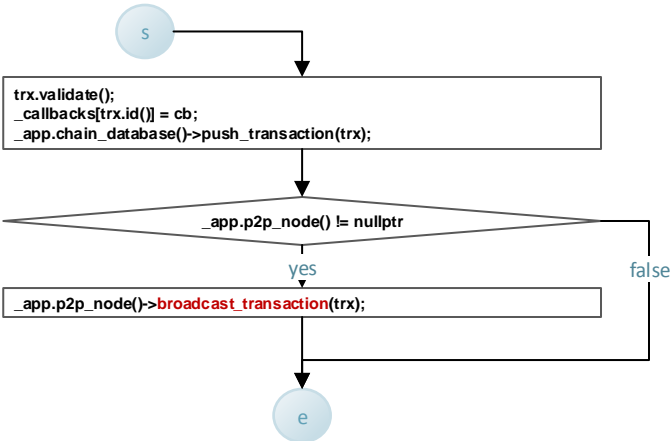 s
trx.validate();
_callbacks[trx.id()] = cb;
_app.chain_database()->push_transaction(trx);
_app.p2p_node() != nullptr
yes
false
_app.p2p_node()->broadcast_transaction(trx);
e